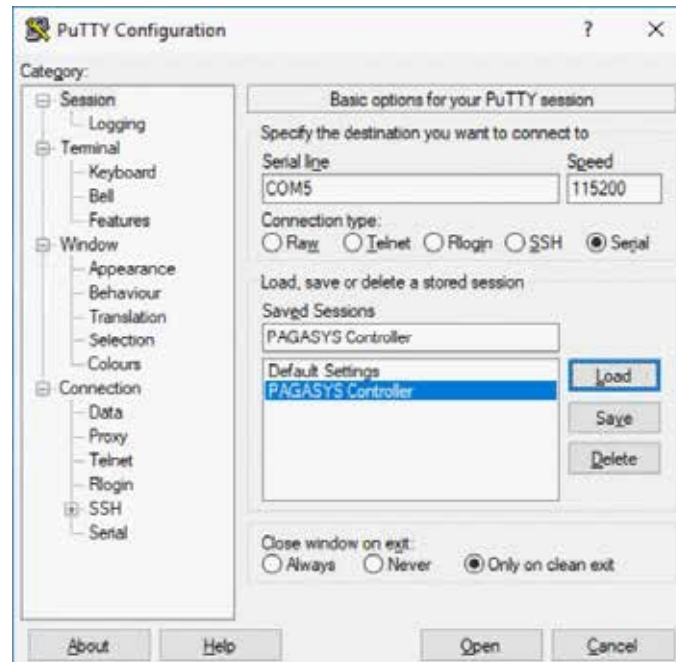 PuTTY Configuration ? ×
Category:
Session
Logging
Terminal
Keyboard
Bell
Features
Window
Appearance
Behaviour
Translation
Selection
Colours
Connection
Data
Proxy
Telnet
Rlogin
SSH
Serial
Basic options for your PuTTY session
Specify the destination you want to connect to
Serial line Speed
COM5 115200
Connection type:
Raw Telnet Rlogin SSH Serial
Load, save or delete a stored session
Saved Sessions
PAGASYS Controller
Default Settings
PAGASYS Controller
Load
Save
Delete
Close window on exit:
Always Never Only on clean exit
About Help Open Cancel